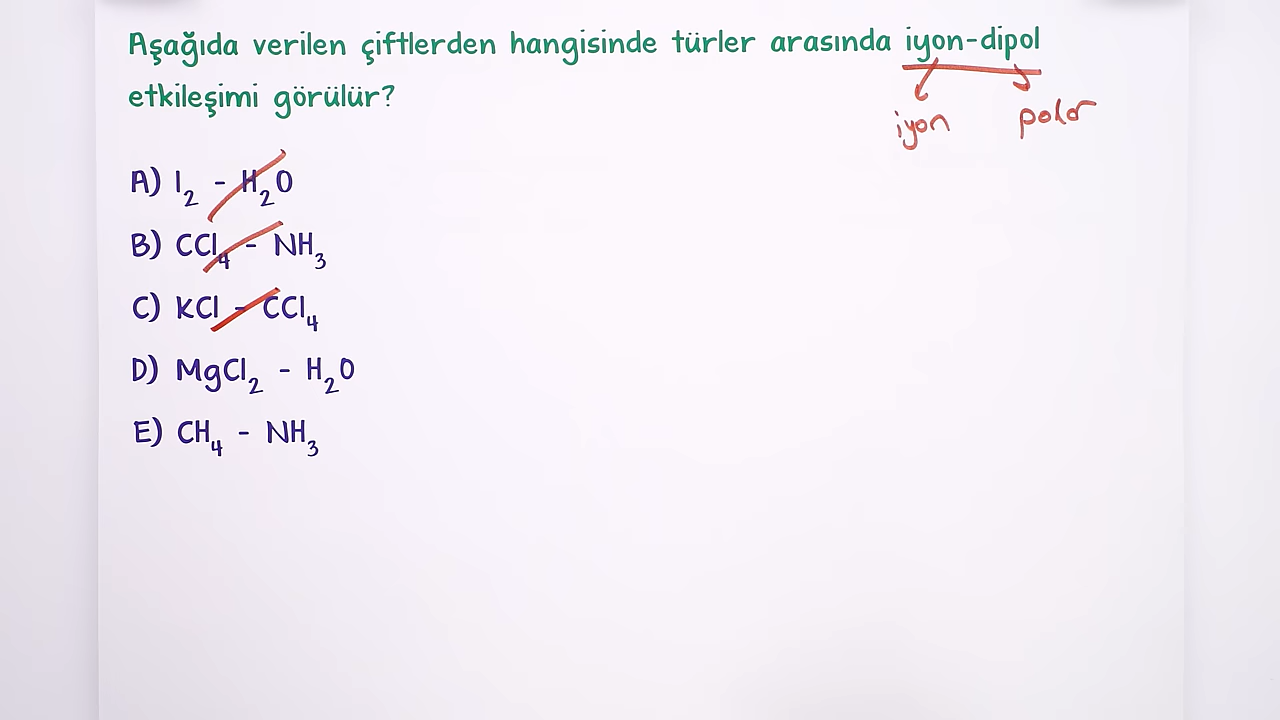 Aşağıda verilen çiftlerden hangisinde türler arasında iyon-dipol
etkileşimi görülür?
iyon
polar
A) I₂ - H₂O
B) CCl₄ - NH₃
C) KCl - CCl₄
D) MgCl₂ - H₂O
E) CH₄ - NH₃